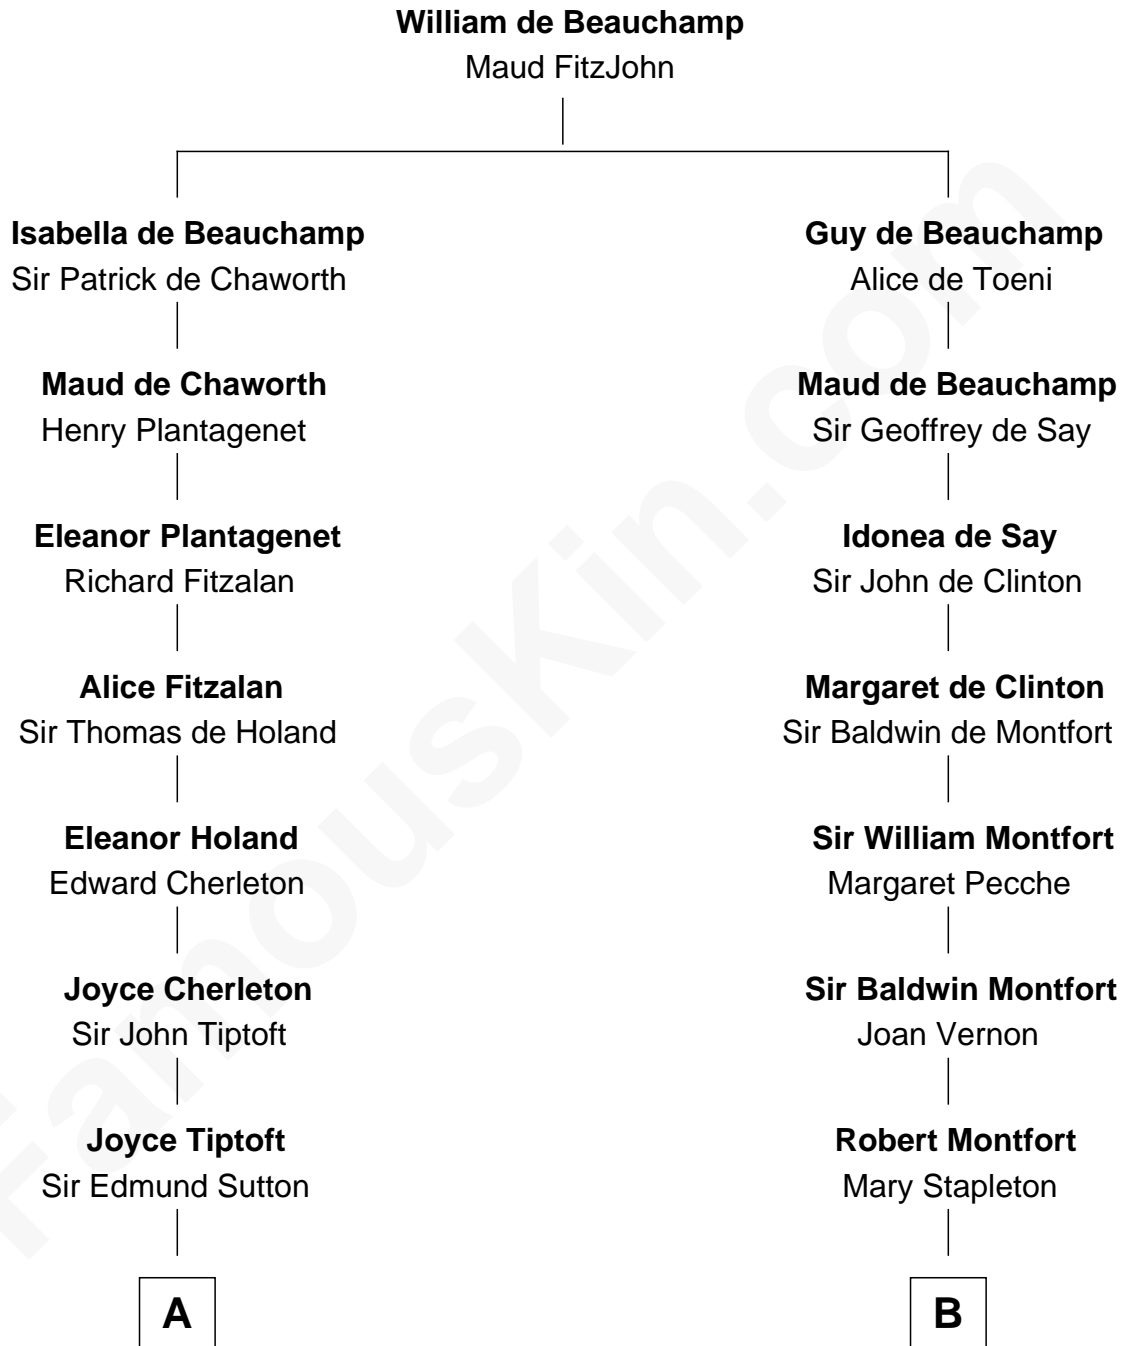 William de Beauchamp
Maud FitzJohn
Isabella de Beauchamp
Sir Patrick de Chaworth
Guy de Beauchamp
Alice de Toeni
Maud de Chaworth
Henry Plantagenet
Maud de Beauchamp
Sir Geoffrey de Say
Eleanor Plantagenet
Richard Fitzalan
Idonea de Say
Sir John de Clinton
Alice Fitzalan
Sir Thomas de Holand
Margaret de Clinton
Sir Baldwin de Montfort
Eleanor Holand
Edward Cherleton
Sir William Montfort
Margaret Pecche
Joyce Cherleton
Sir John Tiptoft
Sir Baldwin Montfort
Joan Vernon
Joyce Tiptoft
Sir Edmund Sutton
Robert Montfort
Mary Stapleton
A
B
FamousKin.com